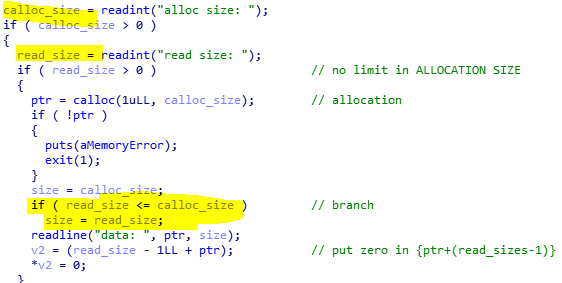 calloc_size = readint("alloc size: ");
if ( calloc_size > 0 )
{
read_size = readint("read size: ");
if ( read_size > 0 ) // no limit in ALLOCATION SIZE
{
ptr = calloc(1uLL, calloc_size); // allocation
if ( !ptr )
{
puts(aMemoryError);
exit(1);
}
size = calloc_size;
if ( read_size <= calloc_size ) // branch
size = read_size;
readline("data: ", ptr, size);
v2 = (read_size - 1LL + ptr); // put zero in {ptr+(read_sizes-1)}
*v2 = 0;
}